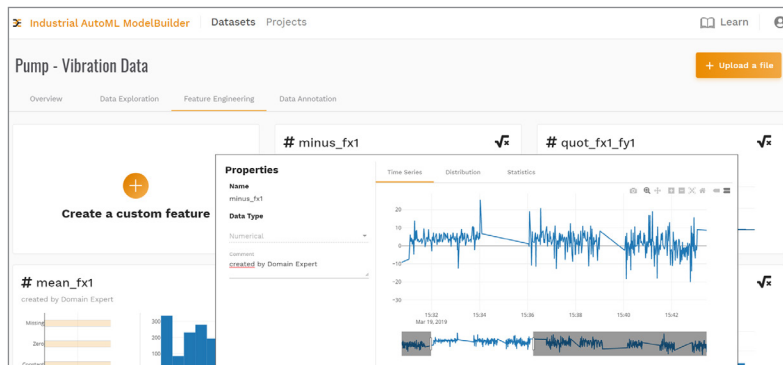 Industrial AutoML ModelBuilder Datasets Projects Learn
Pump - Vibration Data
+ Upload a file
Overview Data Exploration Feature Engineering Data Annotation
# minus_fx1 √x
# quot_fx1_fy1 √x
Create a custom feature
Properties
Name
minus_fx1
Data Type
Numerical
Comment
created by Domain Expert
Time Series Distribution Statistics
20
10
0
−10
−20
−30
15:32 15:34 15:36 15:38 15:40 15:42
Mar 19, 2019
# mean_fx1
created by Domain Expert
Missing
Zero
Constant
300
200
100
√x